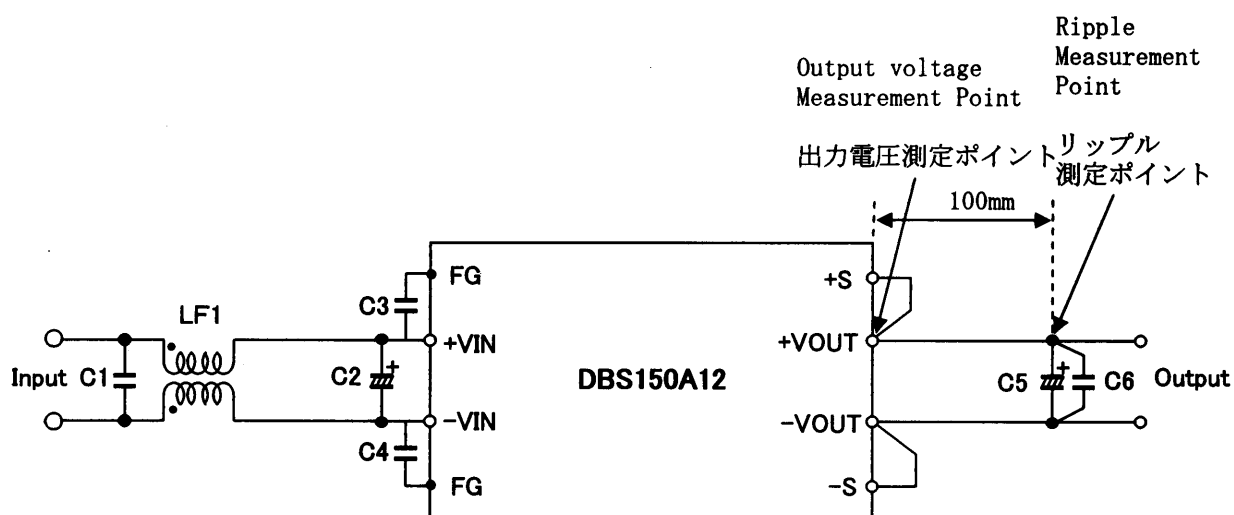 Ripple
Measurement
Point
Output voltage
Measurement Point
出力電圧測定ポイント
リップル
測定ポイント
100mm
FG
+S
C3
LF1
+VIN
+VOUT
Input
C1
C2
+
DBS150A12
C5
+
C6
Output
-VIN
-VOUT
C4
FG
-S